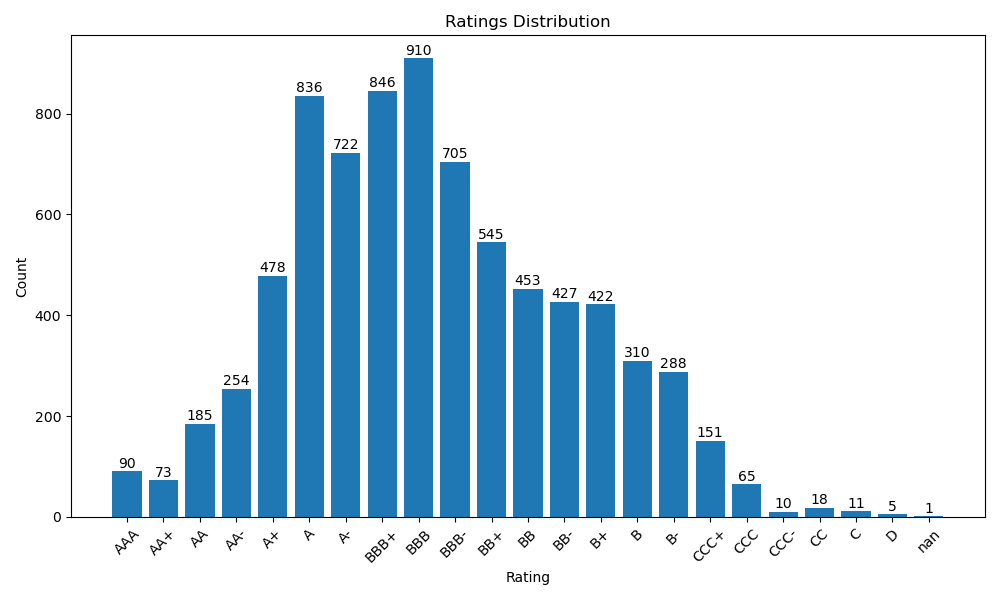 Ratings Distribution
Count
800
600
400
200
0
90
73
185
254
478
836
722
846
910
705
545
453
427
422
310
288
151
65
10
18
11
5
1
AAA
AA+
AA
AA-
A+
A
A-
BBB+
BBB
BBB-
BB+
BB
BB-
B+
B
B-
CCC+
CCC
CCC-
CC
C
D
nan
Rating